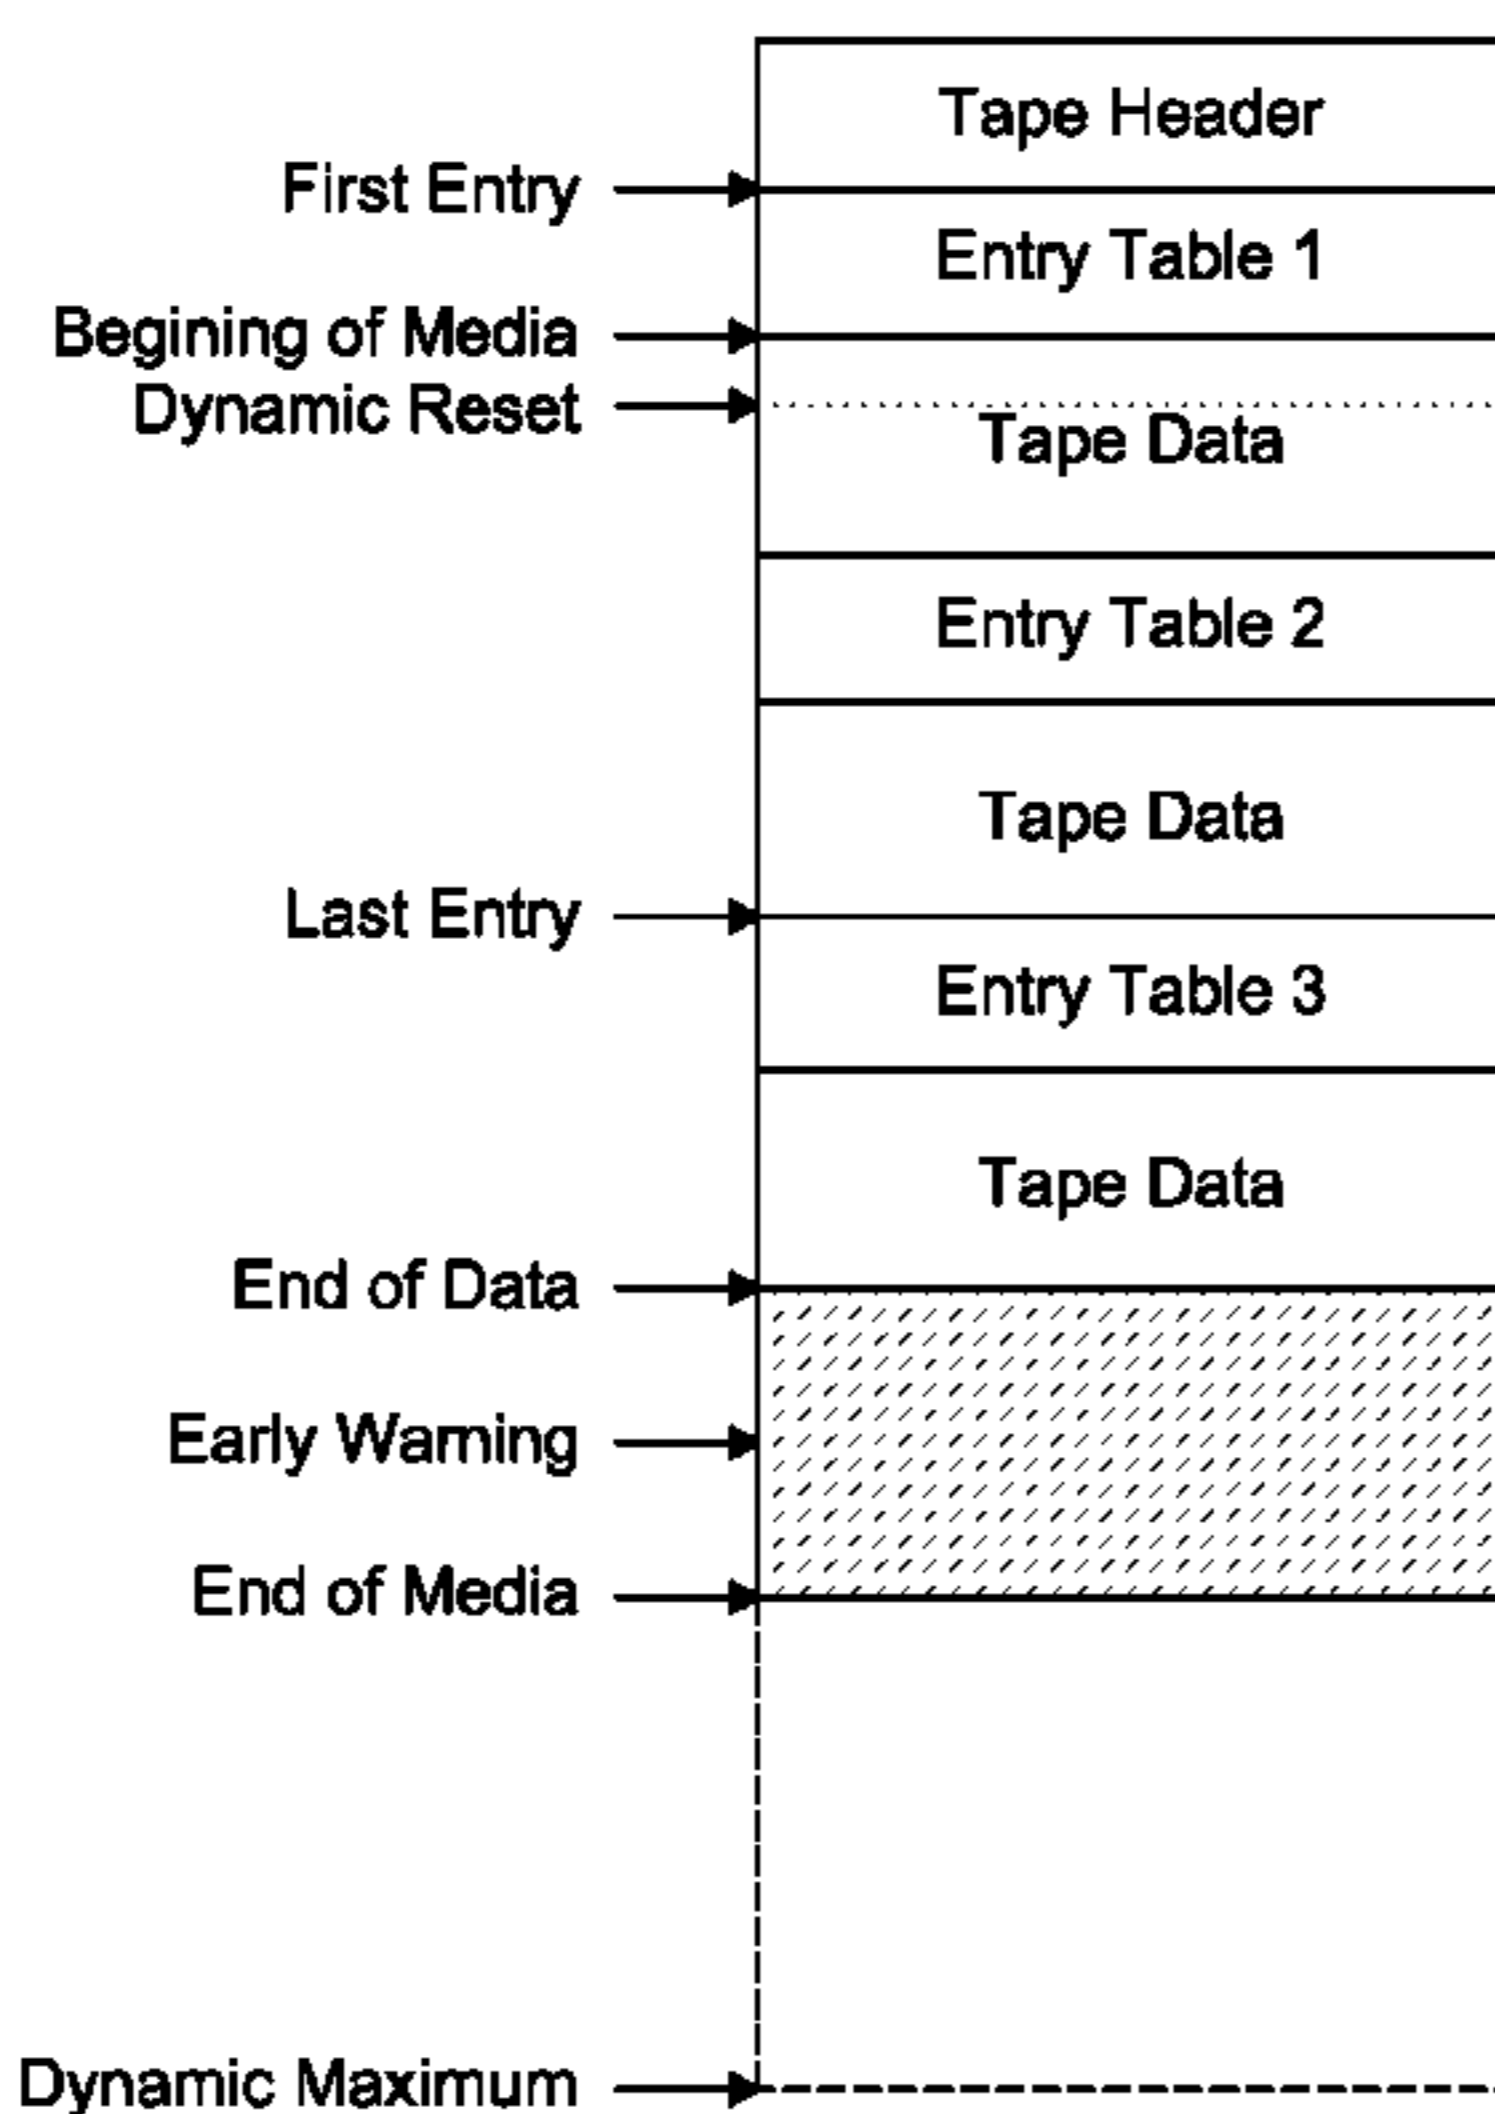 Tape Header
First Entry
Entry Table 1
Begining of Media
Dynamic Reset
Tape Data
Entry Table 2
Tape Data
Last Entry
Entry Table 3
Tape Data
End of Data
Early Warning
End of Media
Dynamic Maximum